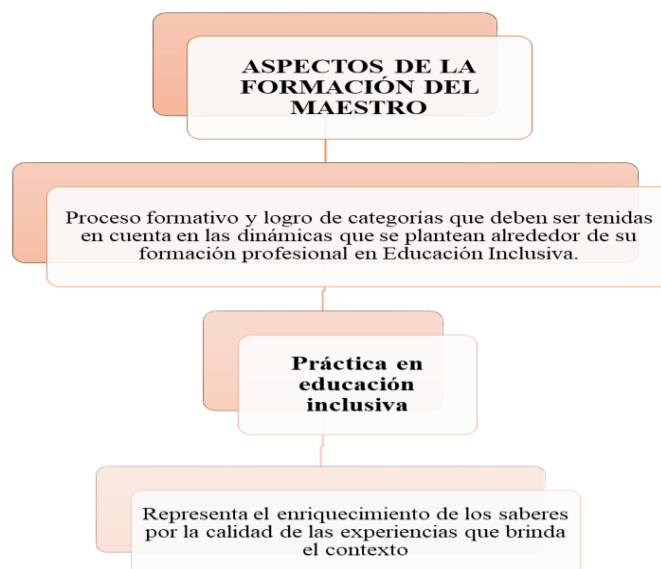 ASPECTOS DE LA
FORMACIÓN DEL
MAESTRO
Proceso formativo y logro de categorías que deben ser tenidas
en cuenta en las dinámicas que se plantean alrededor de su
formación profesional en Educación Inclusiva.
Práctica en
educación
inclusiva
Representa el enriquecimiento de los saberes
por la calidad de las experiencias que brinda
el contexto